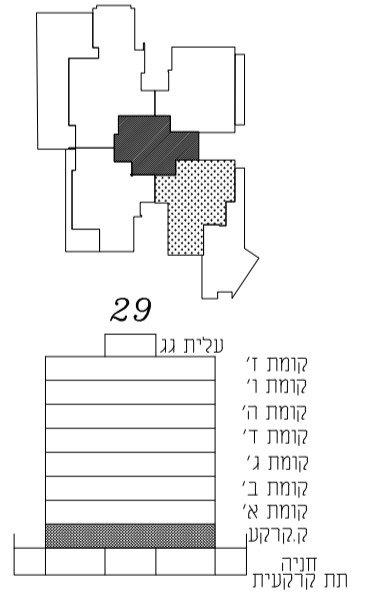 29
עלית גג
קומת ז'
קומת ו'
קומת ה'
קומת ד'
קומת ג'
קומת ב'
קומת א'
ק.קרקע
חניה
תת קרקעית